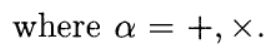 where α = +, ×.